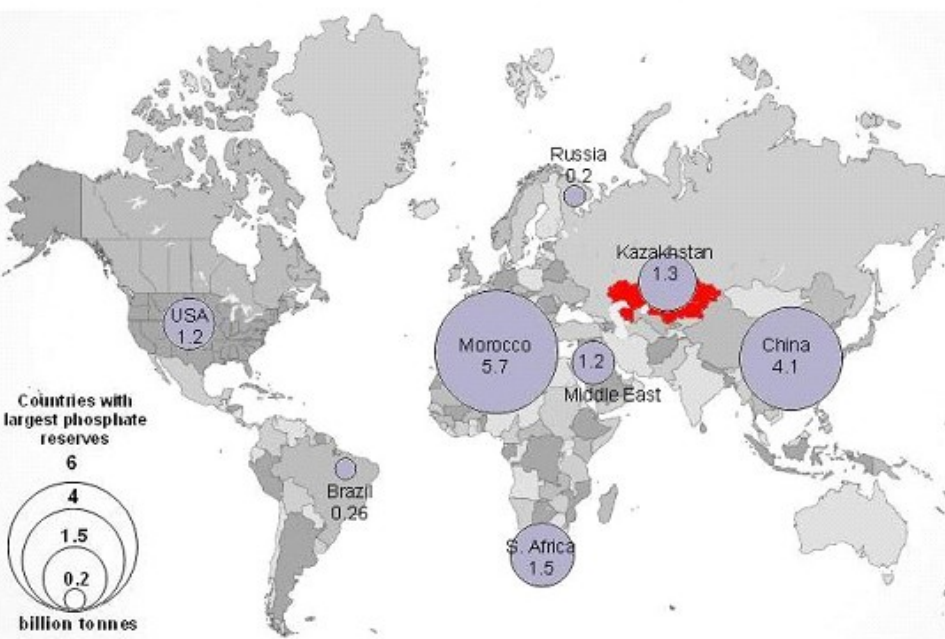 Russia
0.2
Kazakhstan
1.3
USA
1.2
Morocco
5.7
1.2
Middle East
China
4.1
Brazil
0.26
S. Africa
1.5
Countries with
largest phosphate
reserves
6
4
1.5
0.2
billion tonnes